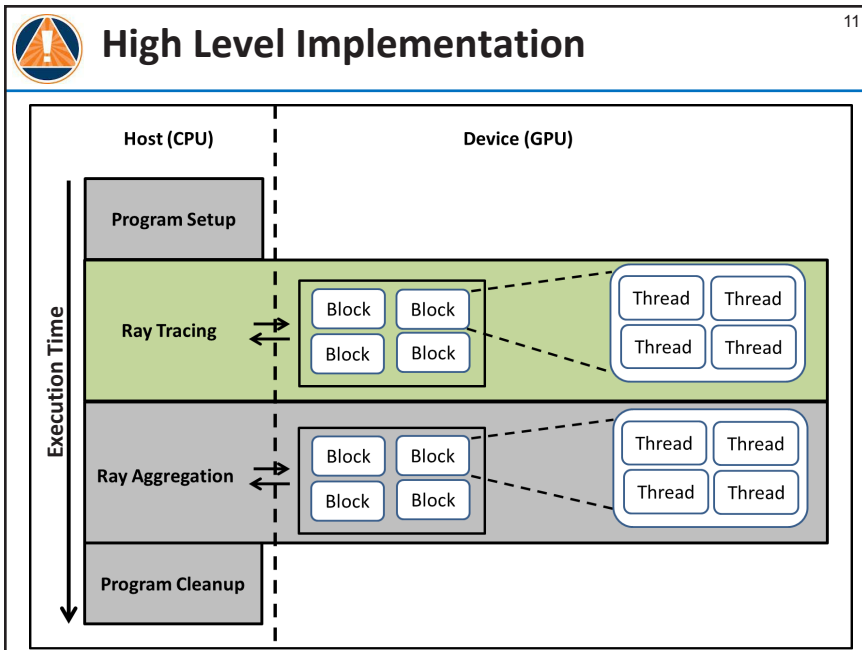 11
High Level Implementation
Host (CPU)
Device (GPU)
Execution Time
Program Setup
Ray Tracing
Block
Block
Block
Block
Thread
Thread
Thread
Thread
Ray Aggregation
Block
Block
Block
Block
Thread
Thread
Thread
Thread
Program Cleanup